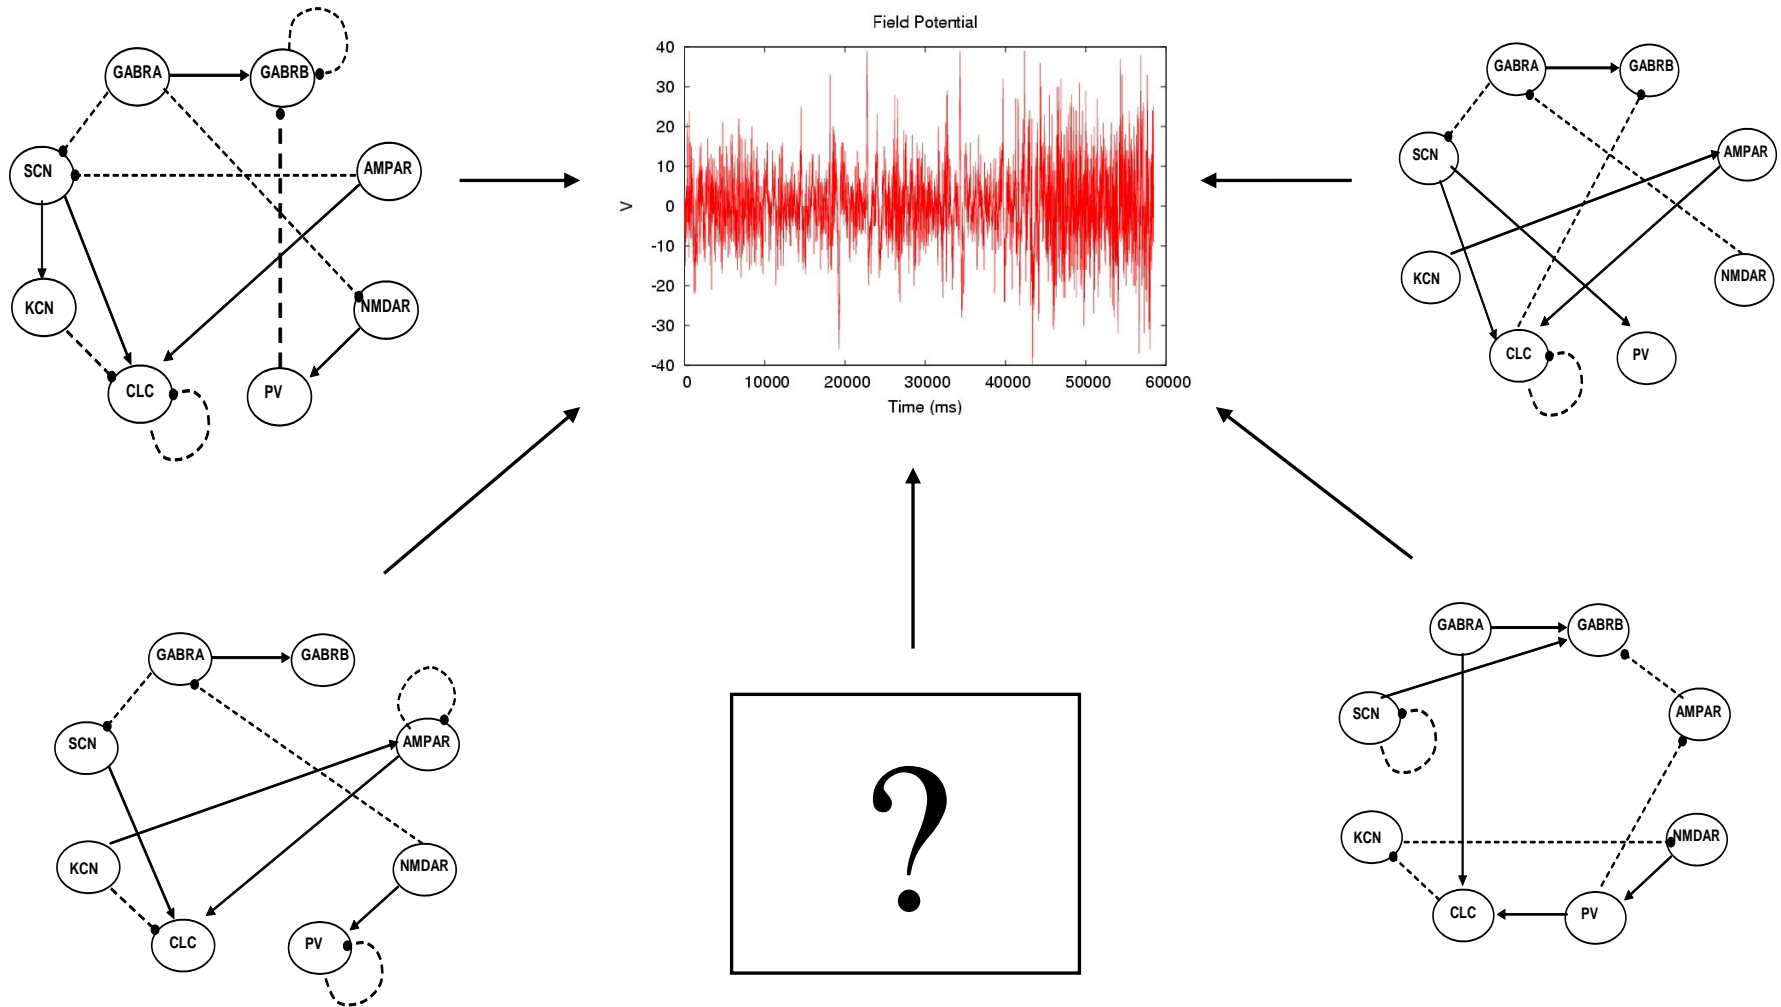 GABRA
GABRB
SCN
AMPAR
KCN
NMDAR
CLC
PV
Field Potential
40
30
20
10
0
-10
-20
-30
-40
V
0 10000 20000 30000 40000 50000 60000
Time (ms)
GABRA
GABRB
SCN
AMPAR
KCN
NMDAR
CLC
PV
GABRA
GABRB
SCN
AMPAR
KCN
NMDAR
CLC
PV
?
GABRA
GABRB
SCN
AMPAR
KCN
NMDAR
CLC
PV